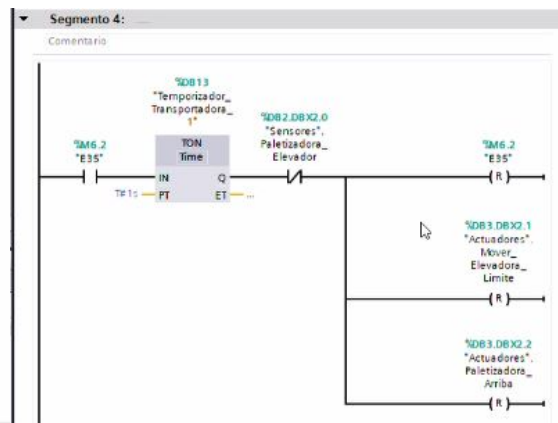 Segmento 4: ....
Comentario
%DB13
"Temporizador_
Transportadora_
1"
TON
Time
IN
Q
T#1s
PT
ET
...
%M6.2
"E35"
%DB2.DBX2.0
"Sensores".
Paletizadora_
Elevador
%M6.2
"E35"
R
%DB3.DBX2.1
"Actuadores".
Mover_
Elevadora_
Limite
R
%DB3.DBX2.2
"Actuadores".
Paletizadora_
Arriba
R